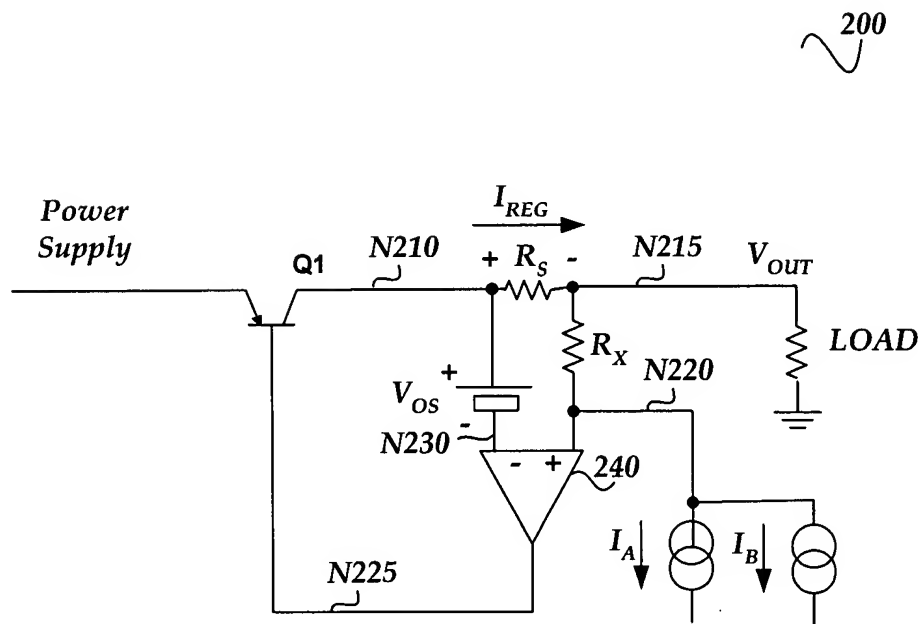 200
Power
Supply
Q1
N210
I_REG
+ R_S -
N215
V_OUT
LOAD
R_X
N220
+
V_OS
-
N230
- +
240
I_A
I_B
N225